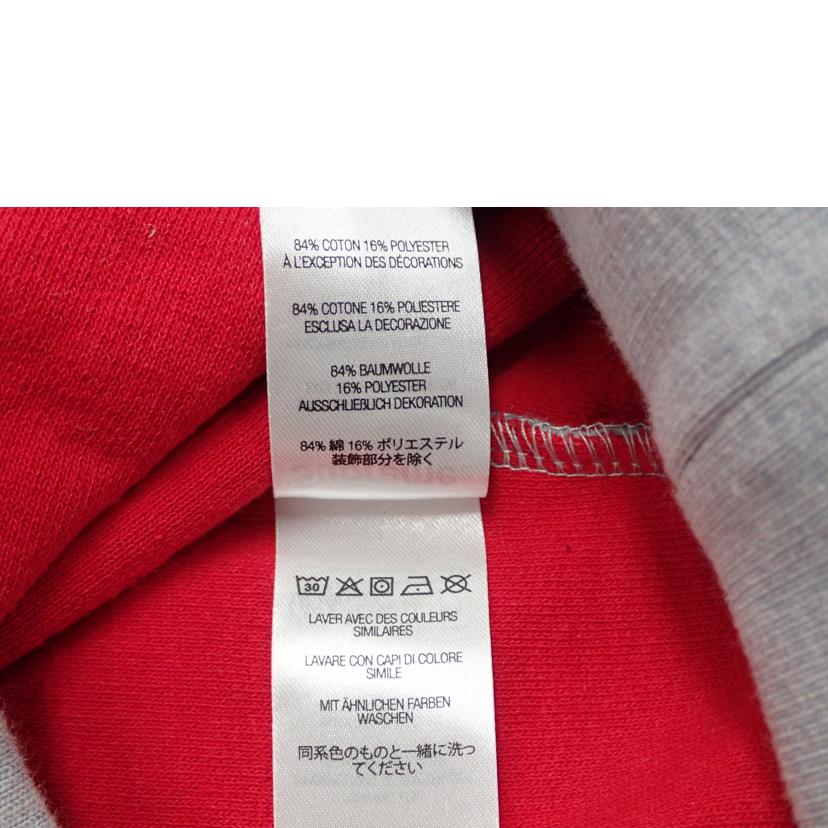 84% COTON 16% POLYESTER
À L'EXCEPTION DES DÉCORATIONS
84% COTONE 16% POLIESTERE
ESCLUSA LA DECORAZIONE
84% BAUMWOLLE
16% POLYESTER
AUSSCHLIEßLICH DEKORATION
84% 綿 16% ポリエステル
装飾部分を除く
30
LAVER AVEC DES COULEURS
SIMILAIRES
LAVARE CON CAPI DI COLORE
SIMILE
MIT ÄHNLICHEN FARBEN
WASCHEN
同系色のものと一緒に洗っ
てください